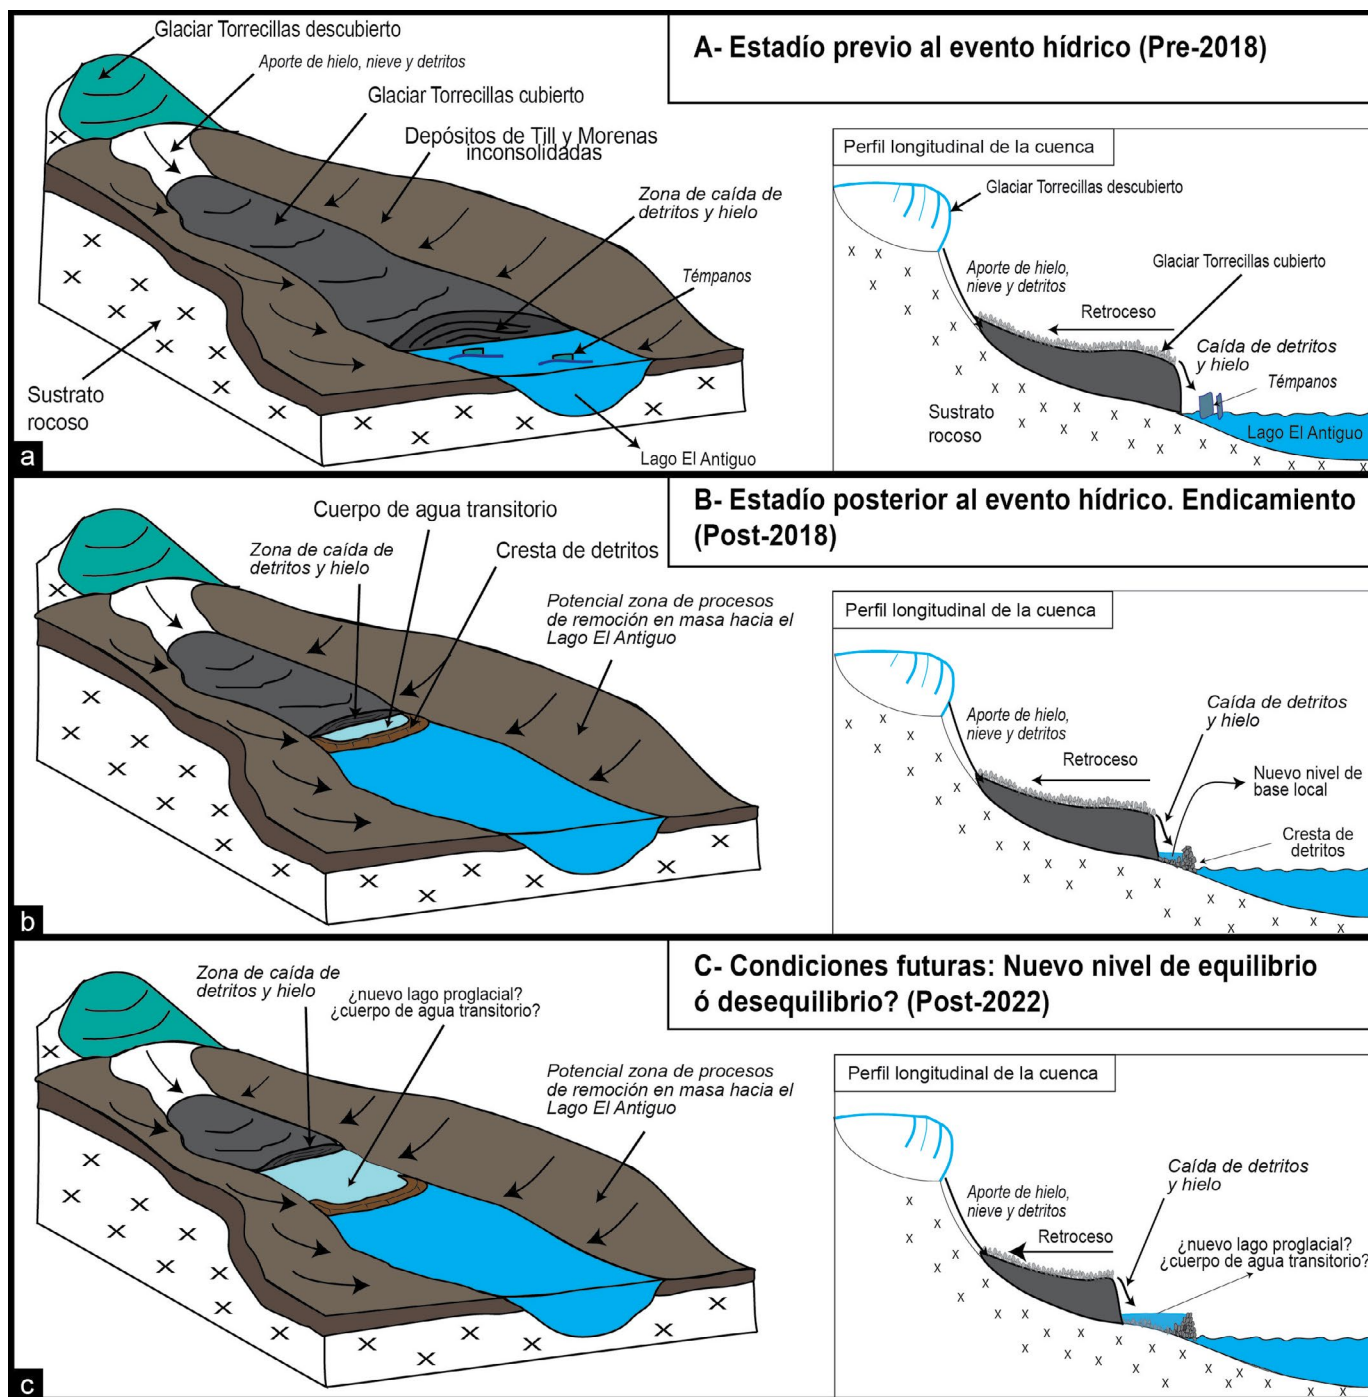 Glaciar Torrecillas descubierto
Aporte de hielo, nieve y detritos
Glaciar Torrecillas cubierto
Depósitos de Till y Morenas
inconsolidadas
Zona de caída de
detritos y hielo
Témpanos
Sustrato
rocoso
Lago El Antiguo
a
A- Estadío previo al evento hídrico (Pre-2018)
Perfil longitudinal de la cuenca
Glaciar Torrecillas descubierto
Aporte de hielo,
nieve y detritos
Glaciar Torrecillas cubierto
Retroceso
Caída de detritos
y hielo
Témpanos
Sustrato
rocoso
Lago El Antiguo
Cuerpo de agua transitorio
Zona de caída de
detritos y hielo
Cresta de detritos
Potencial zona de procesos
de remoción en masa hacia el
Lago El Antiguo
b
B- Estadío posterior al evento hídrico. Endicamiento
(Post-2018)
Perfil longitudinal de la cuenca
Aporte de hielo,
nieve y detritos
Retroceso
Caída de detritos
y hielo
Nuevo nivel de
base local
Cresta de
detritos
Zona de caída de
detritos y hielo
¿nuevo lago proglacial?
¿cuerpo de agua transitorio?
Potencial zona de procesos
de remoción en masa hacia el
Lago El Antiguo
c
C- Condiciones futuras: Nuevo nivel de equilibrio
ó desequilibrio? (Post-2022)
Perfil longitudinal de la cuenca
Aporte de hielo,
nieve y detritos
Retroceso
Caída de detritos
y hielo
¿nuevo lago proglacial?
¿cuerpo de agua transitorio?